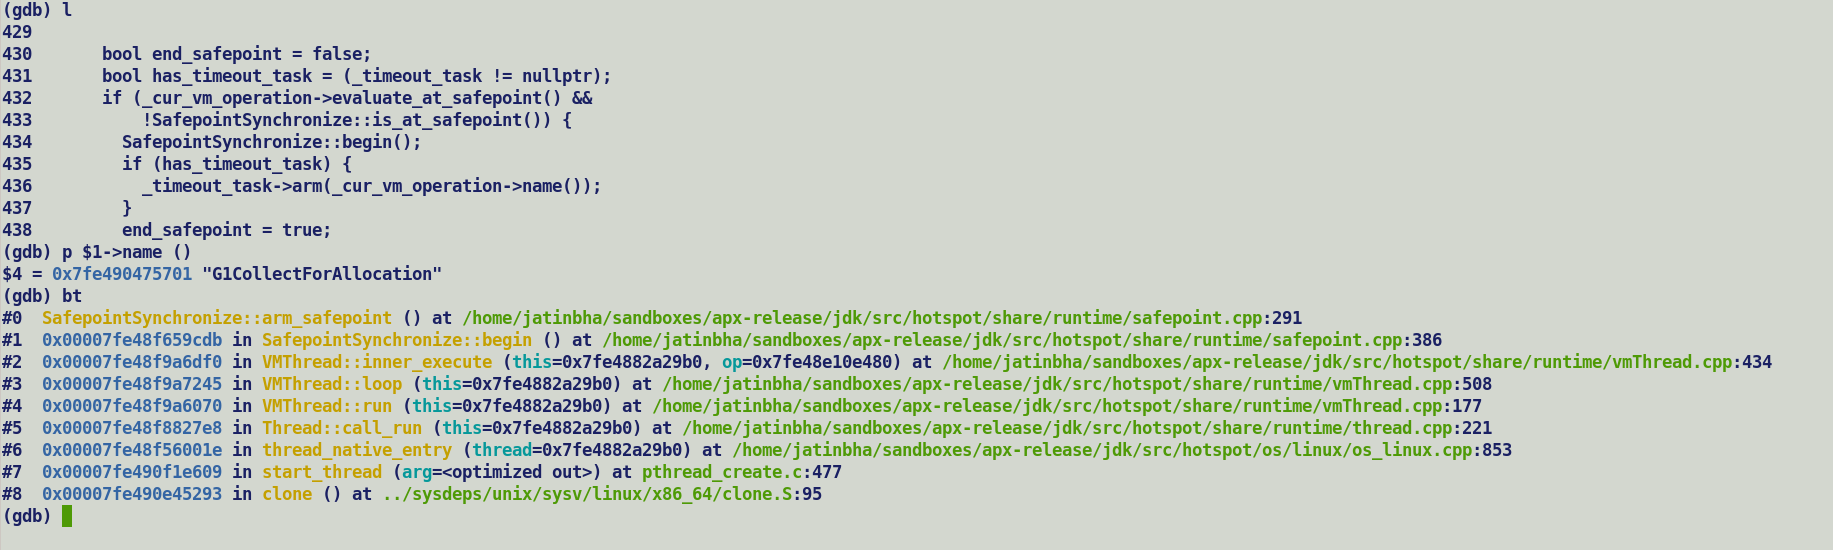 (gdb) l
429
430       bool end_safepoint = false;
431       bool has_timeout_task = (_timeout_task != nullptr);
432       if (_cur_vm_operation->evaluate_at_safepoint() &&
433           !SafepointSynchronize::is_at_safepoint()) {
434         SafepointSynchronize::begin();
435         if (has_timeout_task) {
436           _timeout_task->arm(_cur_vm_operation->name());
437         }
438         end_safepoint = true;
(gdb) p $1->name ()
$4 = 0x7fe490475701 "G1CollectForAllocation"
(gdb) bt
#0  SafepointSynchronize::arm_safepoint () at /home/jatinbha/sandboxes/apx-release/jdk/src/hotspot/share/runtime/safepoint.cpp:291
#1  0x00007fe48f659cdb in SafepointSynchronize::begin () at /home/jatinbha/sandboxes/apx-release/jdk/src/hotspot/share/runtime/safepoint.cpp:386
#2  0x00007fe48f9a6df0 in VMThread::inner_execute (this=0x7fe4882a29b0, op=0x7fe48e10e480) at /home/jatinbha/sandboxes/apx-release/jdk/src/hotspot/share/runtime/vmThread.cpp:434
#3  0x00007fe48f9a7245 in VMThread::loop (this=0x7fe4882a29b0) at /home/jatinbha/sandboxes/apx-release/jdk/src/hotspot/share/runtime/vmThread.cpp:508
#4  0x00007fe48f9a6070 in VMThread::run (this=0x7fe4882a29b0) at /home/jatinbha/sandboxes/apx-release/jdk/src/hotspot/share/runtime/vmThread.cpp:177
#5  0x00007fe48f8827e8 in Thread::call_run (this=0x7fe4882a29b0) at /home/jatinbha/sandboxes/apx-release/jdk/src/hotspot/share/runtime/thread.cpp:221
#6  0x00007fe48f56001e in thread_native_entry (thread=0x7fe4882a29b0) at /home/jatinbha/sandboxes/apx-release/jdk/src/hotspot/os/linux/os_linux.cpp:853
#7  0x00007fe490f1e609 in start_thread (arg=<optimized out>) at pthread_create.c:477
#8  0x00007fe490e45293 in clone () at ../sysdeps/unix/sysv/linux/x86_64/clone.S:95
(gdb)